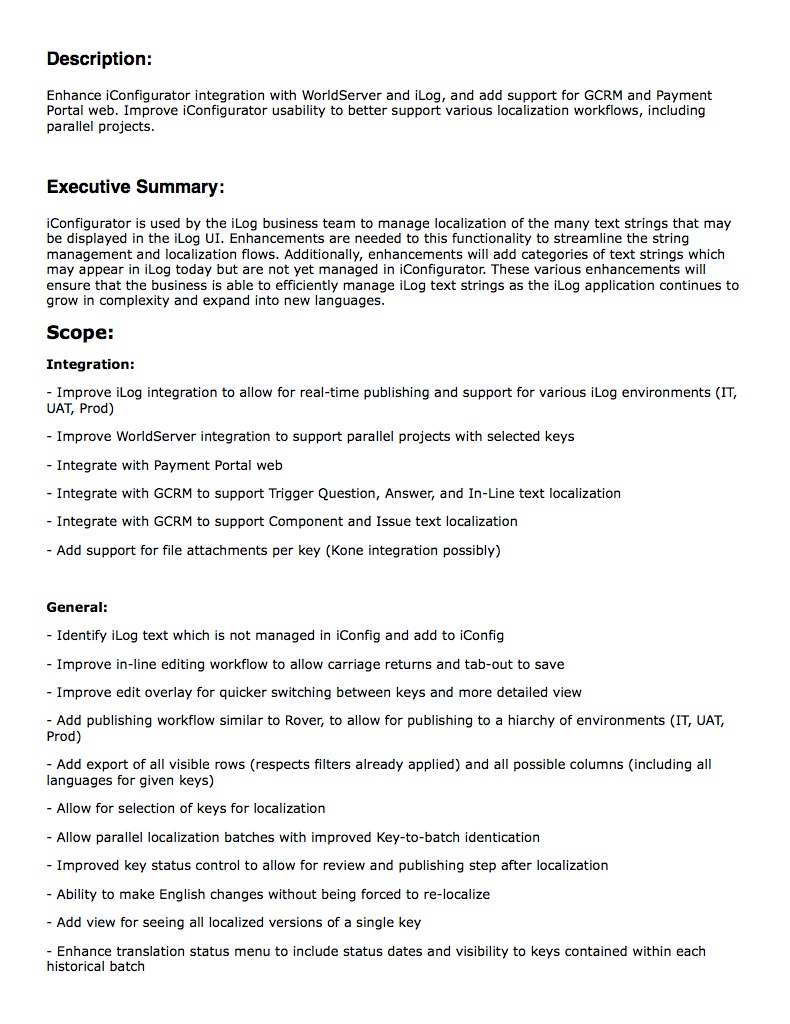 Description:
Enhance iConfigurator integration with WorldServer and iLog, and add support for GCRM and Payment
Portal web. Improve iConfigurator usability to better support various localization workflows, including
parallel projects.
Executive Summary:
iConfigurator is used by the iLog business team to manage localization of the many text strings that may
be displayed in the iLog UI. Enhancements are needed to this functionality to streamline the string
management and localization flows. Additionally, enhancements will add categories of text strings which
may appear in iLog today but are not yet managed in iConfigurator. These various enhancements will
ensure that the business is able to efficiently manage iLog text strings as the iLog application continues to
grow in complexity and expand into new languages.
Scope:
Integration:
- Improve iLog integration to allow for real-time publishing and support for various iLog environments (IT,
UAT, Prod)
- Improve WorldServer integration to support parallel projects with selected keys
- Integrate with Payment Portal web
- Integrate with GCRM to support Trigger Question, Answer, and In-Line text localization
- Integrate with GCRM to support Component and Issue text localization
- Add support for file attachments per key (Kone integration possibly)
General:
- Identify iLog text which is not managed in iConfig and add to iConfig
- Improve in-line editing workflow to allow carriage returns and tab-out to save
- Improve edit overlay for quicker switching between keys and more detailed view
- Add publishing workflow similar to Rover, to allow for publishing to a hiarchy of environments (IT, UAT,
Prod)
- Add export of all visible rows (respects filters already applied) and all possible columns (including all
languages for given keys)
- Allow for selection of keys for localization
- Allow parallel localization batches with improved Key-to-batch identication
- Improved key status control to allow for review and publishing step after localization
- Ability to make English changes without being forced to re-localize
- Add view for seeing all localized versions of a single key
- Enhance translation status menu to include status dates and visibility to keys contained within each
historical batch